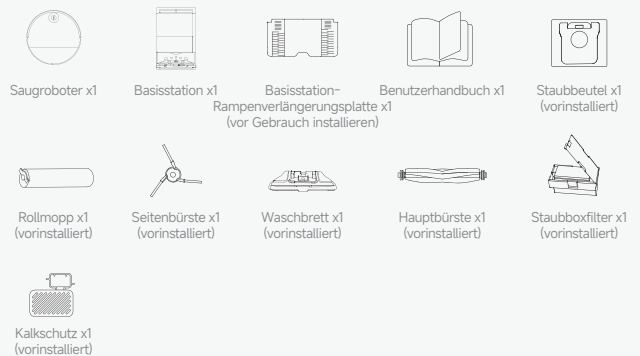 Saugroboter x1
Basisstation x1
Basisstation-
Rampenverlängerungsplatte x1
(vor Gebrauch installieren)
Benutzerhandbuch x1
Staubbeutel x1
(vorinstalliert)
Rollmopp x1
(vorinstalliert)
Seitenbürste x1
(vorinstalliert)
Waschbrett x1
(vorinstalliert)
Hauptbürste x1
(vorinstalliert)
Staubboxfilter x1
(vorinstalliert)
Kalkschutz x1
(vorinstalliert)